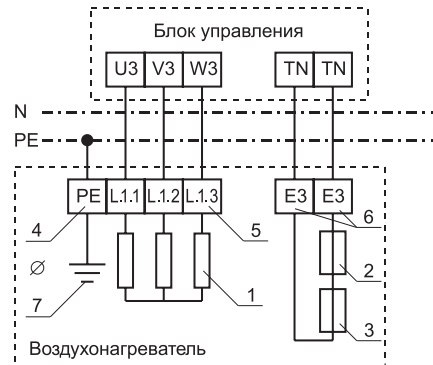 Блок управления
U3 V3 W3 TN TN
N
PE
PE L.1.1 L.1.2 L.1.3 E3 E3
4 5 6
2
1
7
3
Воздухонагреватель